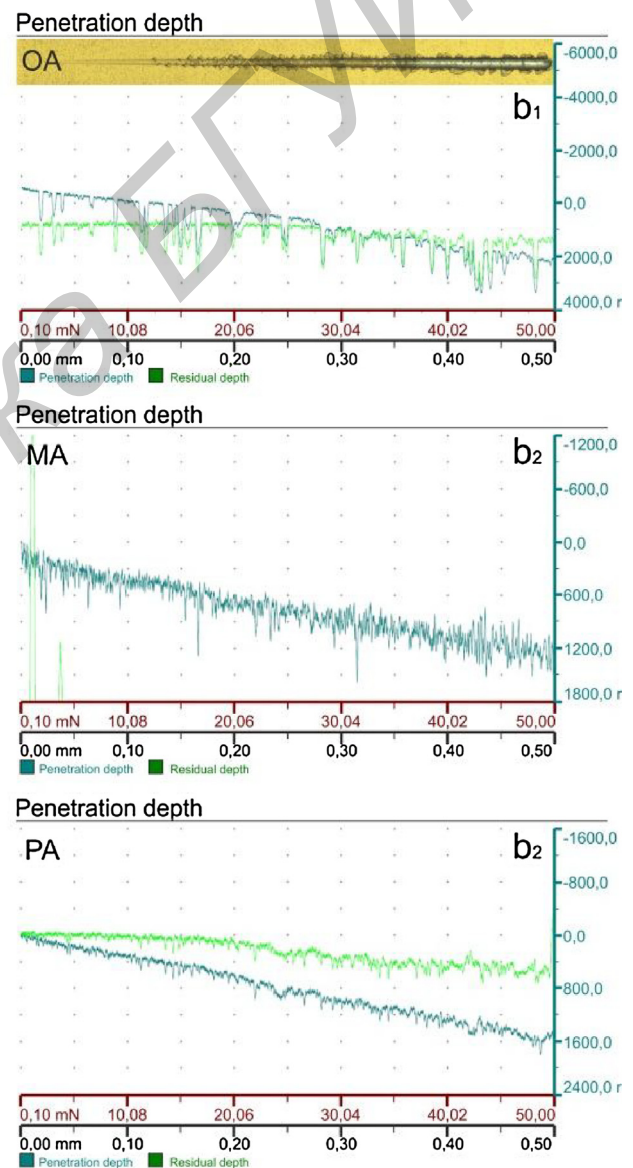 Penetration depth
OA
b1
-6000,0
-4000,0
-2000,0
0,0
2000,0
4000,0 r
0,10 mN 10,08 20,06 30,04 40,02 50,00
0,00 mm 0,10 0,20 0,30 0,40 0,50
Penetration depth Residual depth
Penetration depth
MA
b2
-1200,0
-600,0
0,0
600,0
1200,0
1800,0 r
0,10 mN 10,08 20,06 30,04 40,02 50,00
0,00 mm 0,10 0,20 0,30 0,40 0,50
Penetration depth Residual depth
Penetration depth
PA
b2
-1600,0
-800,0
0,0
800,0
1600,0
2400,0 r
0,10 mN 10,08 20,06 30,04 40,02 50,00
0,00 mm 0,10 0,20 0,30 0,40 0,50
Penetration depth Residual depth